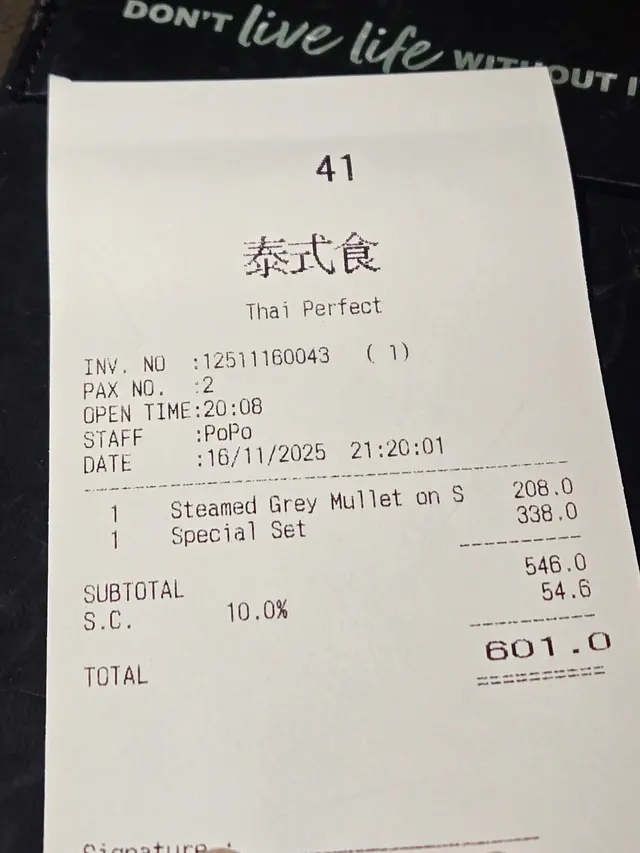 DON'T live life WITHOUT I
41
泰式食
Thai Perfect
INV. NO :12511160043 ( 1)
PAX NO. :2
OPEN TIME:20:08
STAFF :PoPo
DATE :16/11/2025 21:20:01
1 Steamed Grey Mullet on S 208.0
1 Special Set 338.0
SUBTOTAL 546.0
S.C. 10.0% 54.6
TOTAL 601.0
Signature :